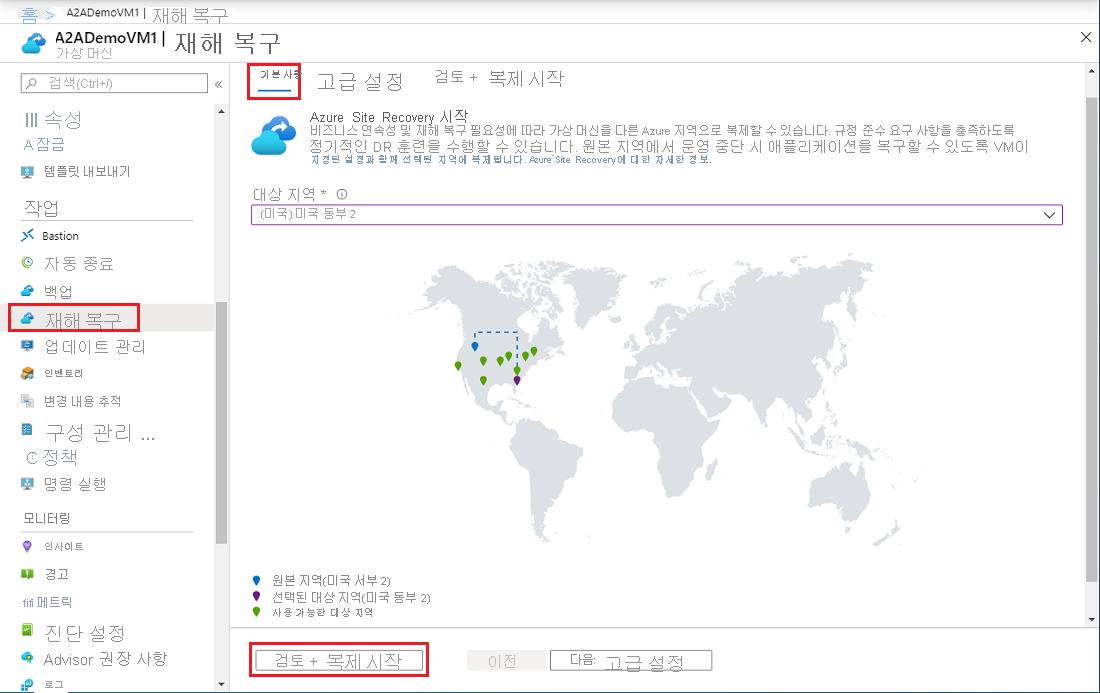 홈 > A2ADemoVM1 | 재해 복구
A2ADemoVM1 | 재해 복구
가상 머신
검색(Ctrl+/)
«
속성
잠금
템플릿 내보내기
작업
Bastion
자동 종료
백업
재해 복구
업데이트 관리
인벤토리
변경 내용 추적
구성 관리 ...
정책
명령 실행
모니터링
인사이트
경고
메트릭
진단 설정
Advisor 권장 사항
로그
기본 사항 고급 설정 검토 + 복제 시작
Azure Site Recovery 시작
비즈니스 연속성 및 재해 복구 필요성에 따라 가상 머신을 다른 Azure 지역으로 복제할 수 있습니다. 규정 준수 요구 사항을 충족하도록
정기적인 DR 훈련을 수행할 수 있습니다. 원본 지역에서 운영 중단 시 애플리케이션을 복구할 수 있도록 VM이
지정된 설정과 함께 선택된 지역에 복제됩니다. Azure Site Recovery에 대한 자세한 정보.
대상 지역 *
(미국) 미국 동부 2
원본 지역(미국 서부 2)
선택된 대상 지역(미국 동부 2)
사용 가능한 대상 지역
검토 + 복제 시작 이전 다음: 고급 설정